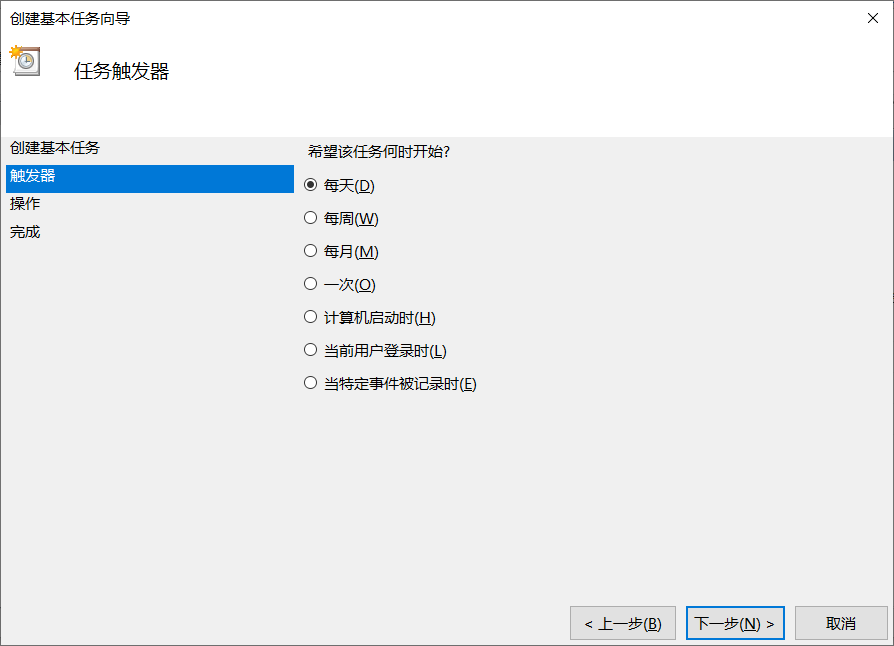 创建基本任务向导
任务触发器
创建基本任务
触发器
操作
完成
希望该任务何时开始?
每天(D)
每周(W)
每月(M)
一次(O)
计算机启动时(H)
当前用户登录时(L)
当特定事件被记录时(E)
< 上一步(B)
下一步(N) >
取消